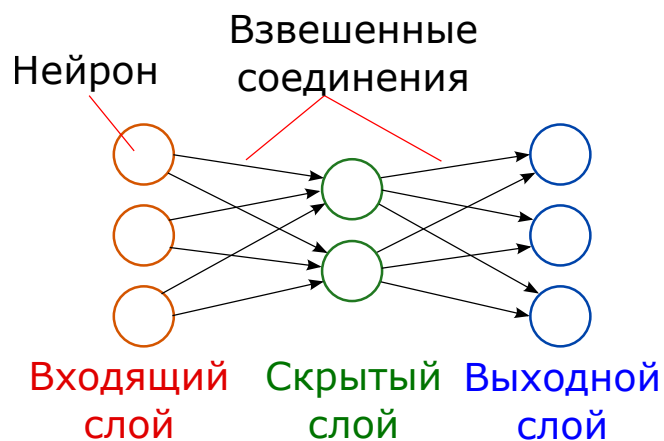 Взвешенные
соединения
Нейрон
Входящий
слой
Скрытый
слой
Выходной
слой